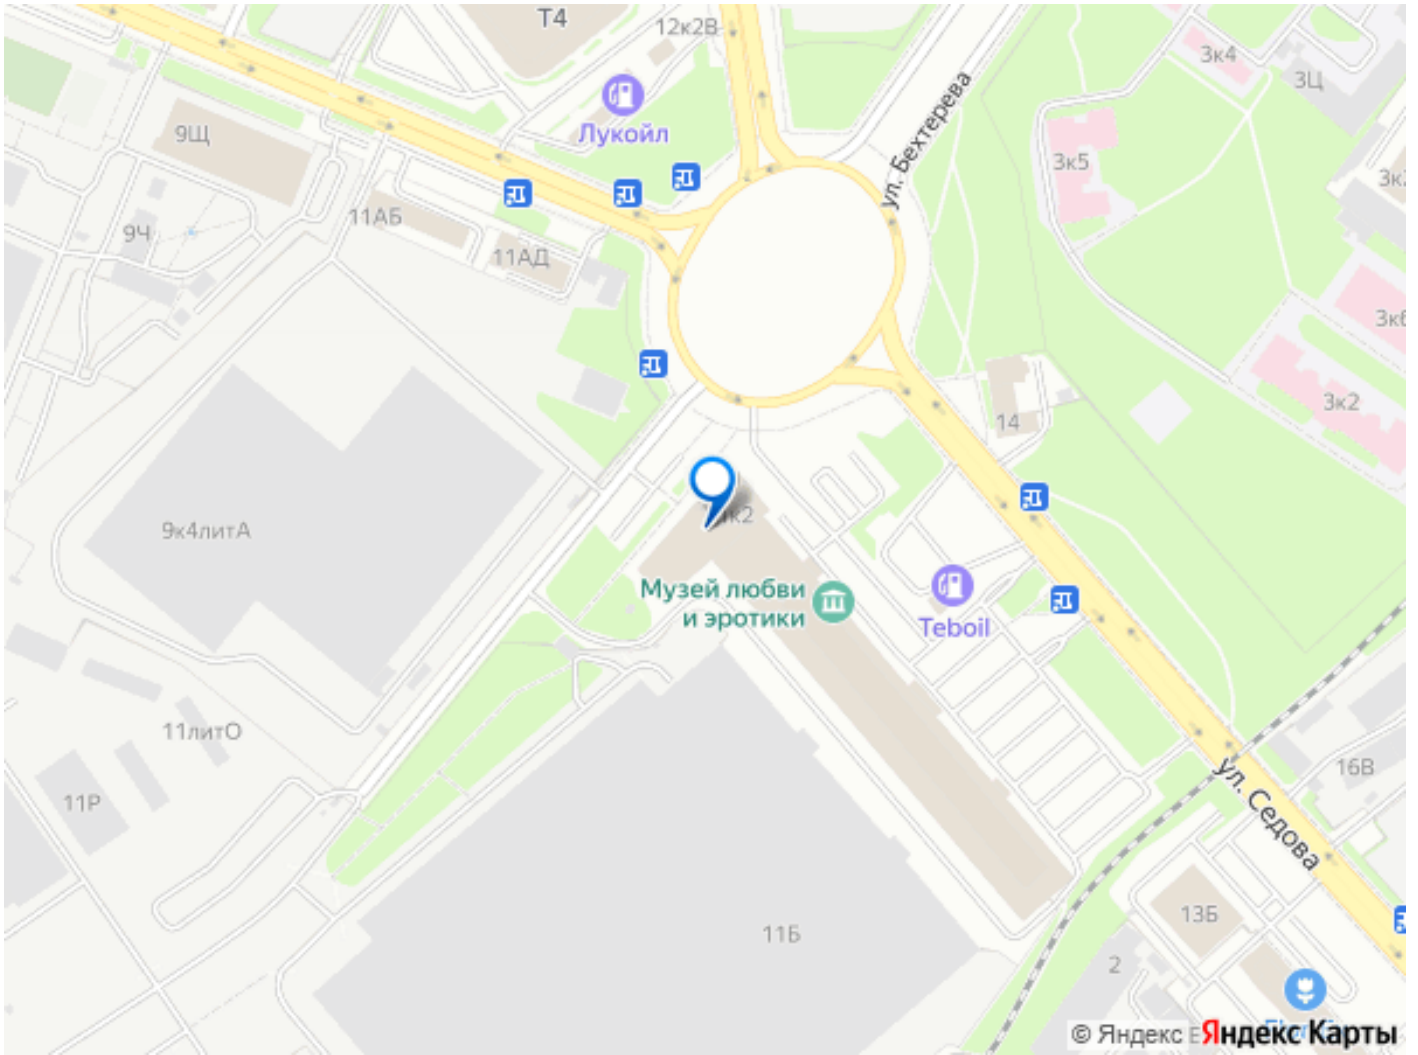 Т4
12к2В
3к4
3Ц
Лукойл
9Щ
ул. Бехтерева
3к5
11АБ
9Ч
11АД
3к2
14
9к4литА
к2
Музей любви
и эротики
Teboil
11литО
16В
11Р
ул. Седова
13Б
11Б
2
© Яндекс
Яндекс Карты